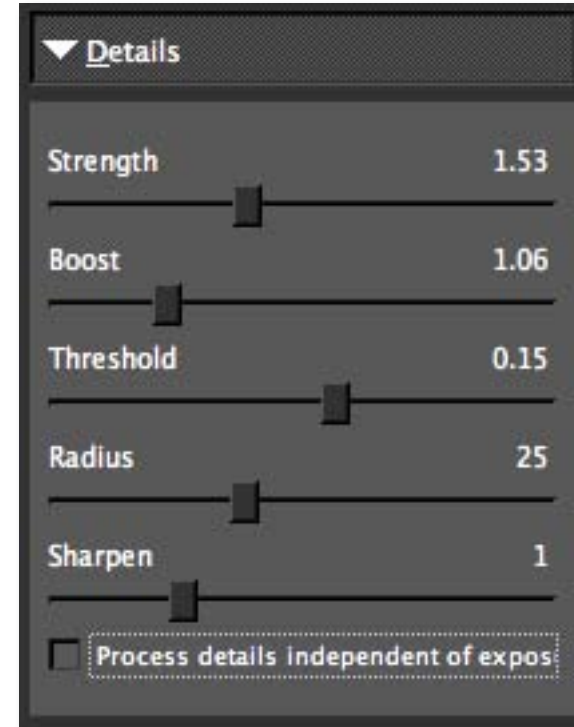 Details
Strength 1.53
Boost 1.06
Threshold 0.15
Radius 25
Sharpen 1
Process details independent of expos